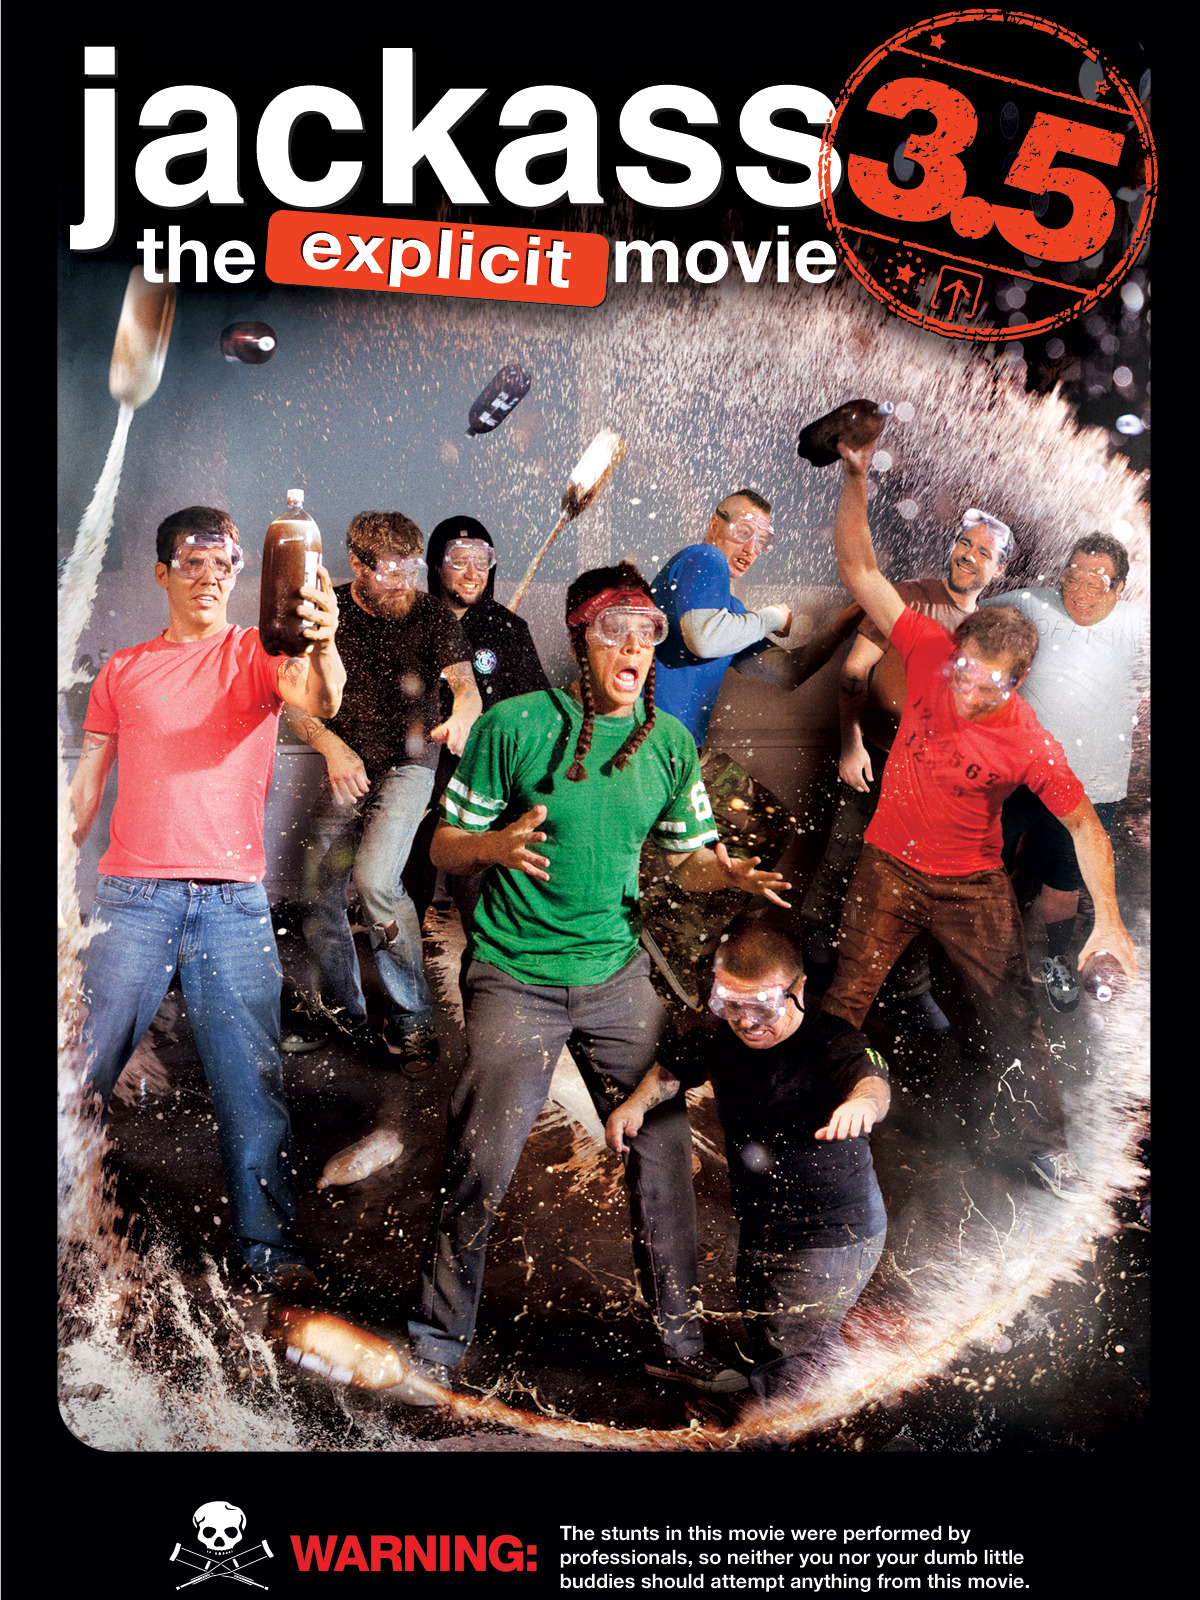 jackass 3.5
the explicit movie
6
WARNING:
The stunts in this movie were performed by
professionals, so neither you nor your dumb little
buddies should attempt anything from this movie.